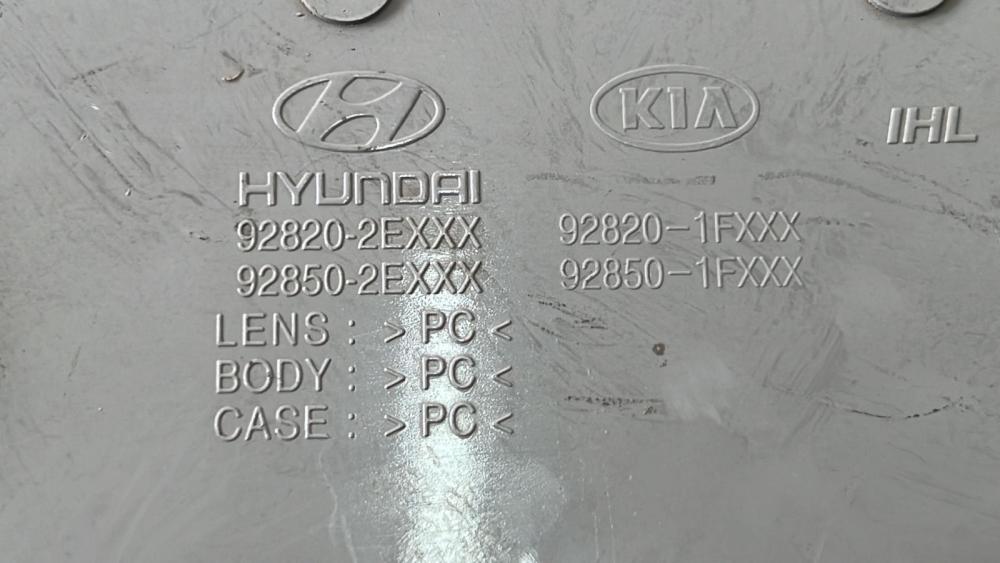 KIA
IHL
HYUNDAI
92820-2EXXX 92820-1FXXX
92850-2EXXX 92850-1FXXX
LENS : > PC <
BODY : > PC <
CASE : > PC <